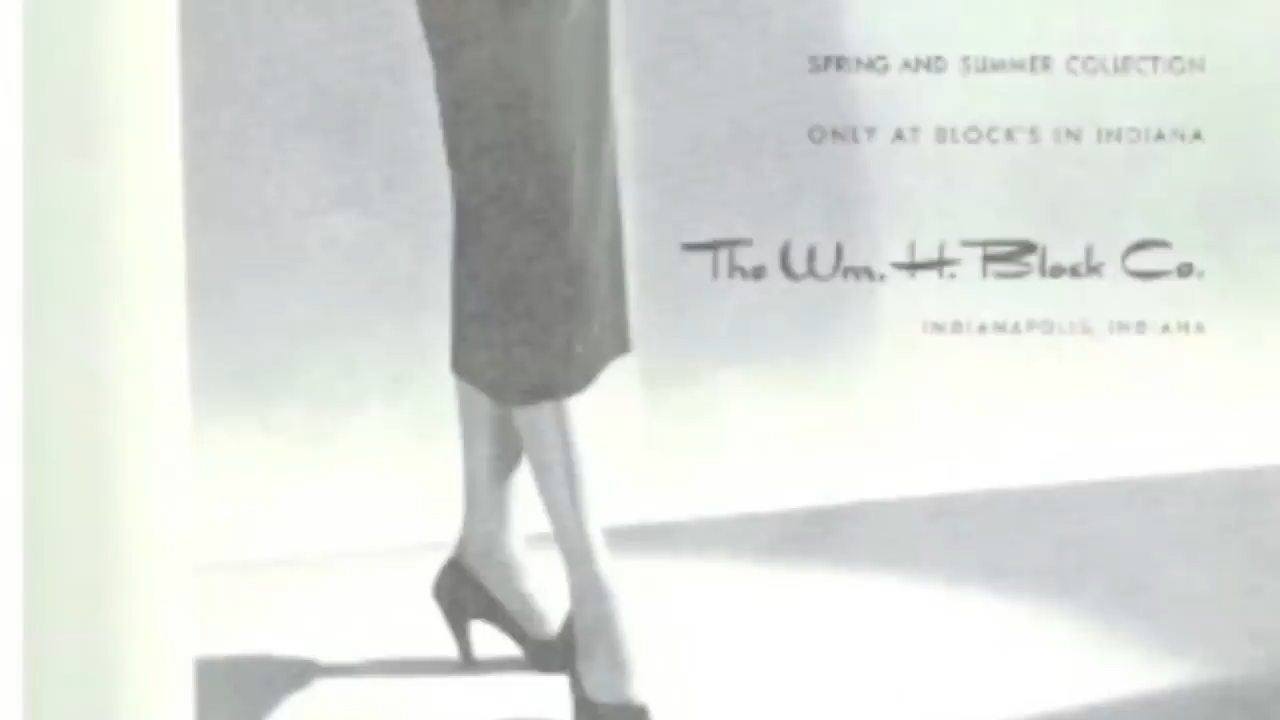 SPRING AND SUMMER COLLECTION
ONLY AT BLOCK'S IN INDIANA
The Wm. H. Block Co.
INDIANAPOLIS, INDIANA